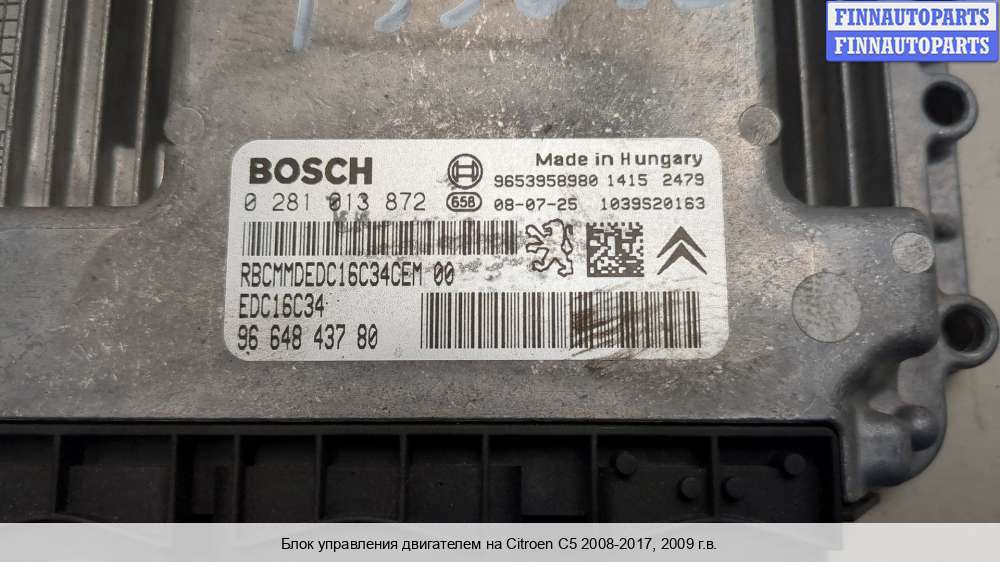 FINNAUTOPARTS
FINNAUTOPARTS
BOSCH
Made in Hungary
9653958980 1415 2479
0 281 013 872 658 08-07-25 1039S20163
RBCMMDEDC16C34CEM 00
EDC16C34
96 648 437 80
Блок управления двигателем на Citroen C5 2008-2017, 2009 г.в.